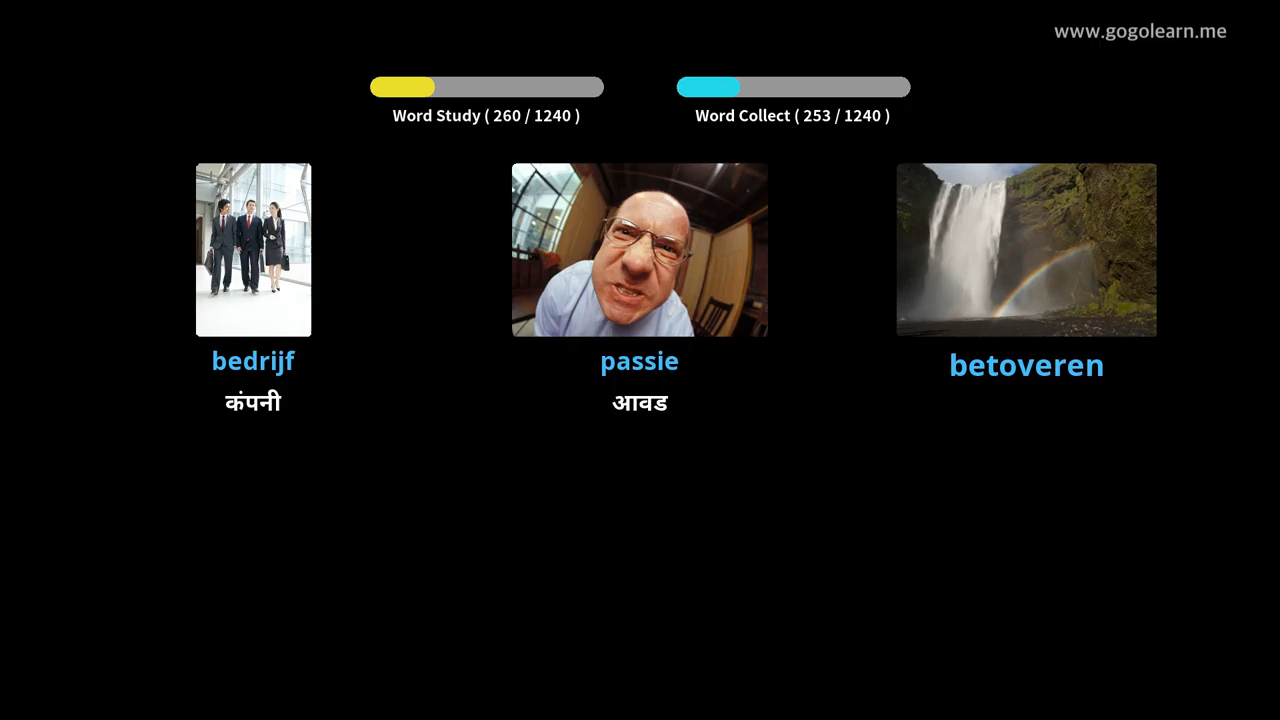 www.gogolearn.me
Word Study ( 260 / 1240 )
Word Collect ( 253 / 1240 )
bedrijf
passie
betoveren
कंपनी
आवड